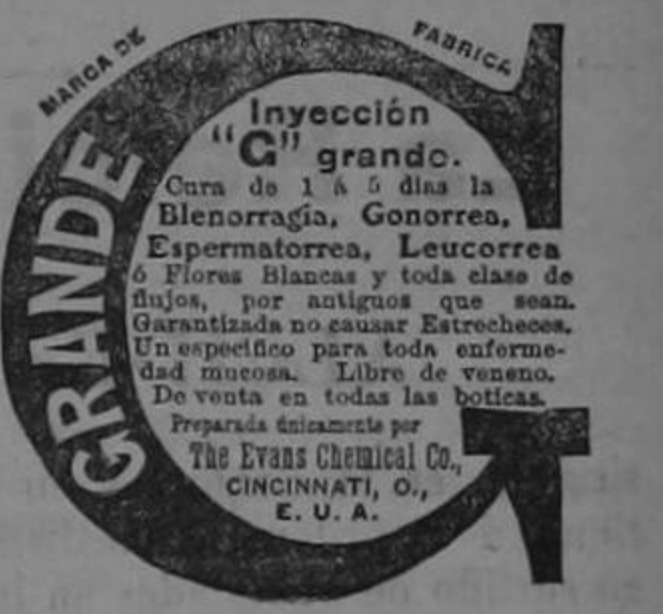 MARCA DE FABRICA
GRANDE
Inyección
"G" grande.
Cura de 1 á 5 dias la
Blenorragía, Gonorrea,
Espermatorrea, Leucorrea
ó Flores Blancas y toda clase de
flujos, por antiguos que sean.
Garantizada no causar Estrecheces.
Un especifico para toda enferme-
dad mucosa. Libre de veneno.
De venta en todas las boticas.
Preparada únicamente por
The Evans Chemical Co.,
CINCINNATI, O.,
E. U. A.